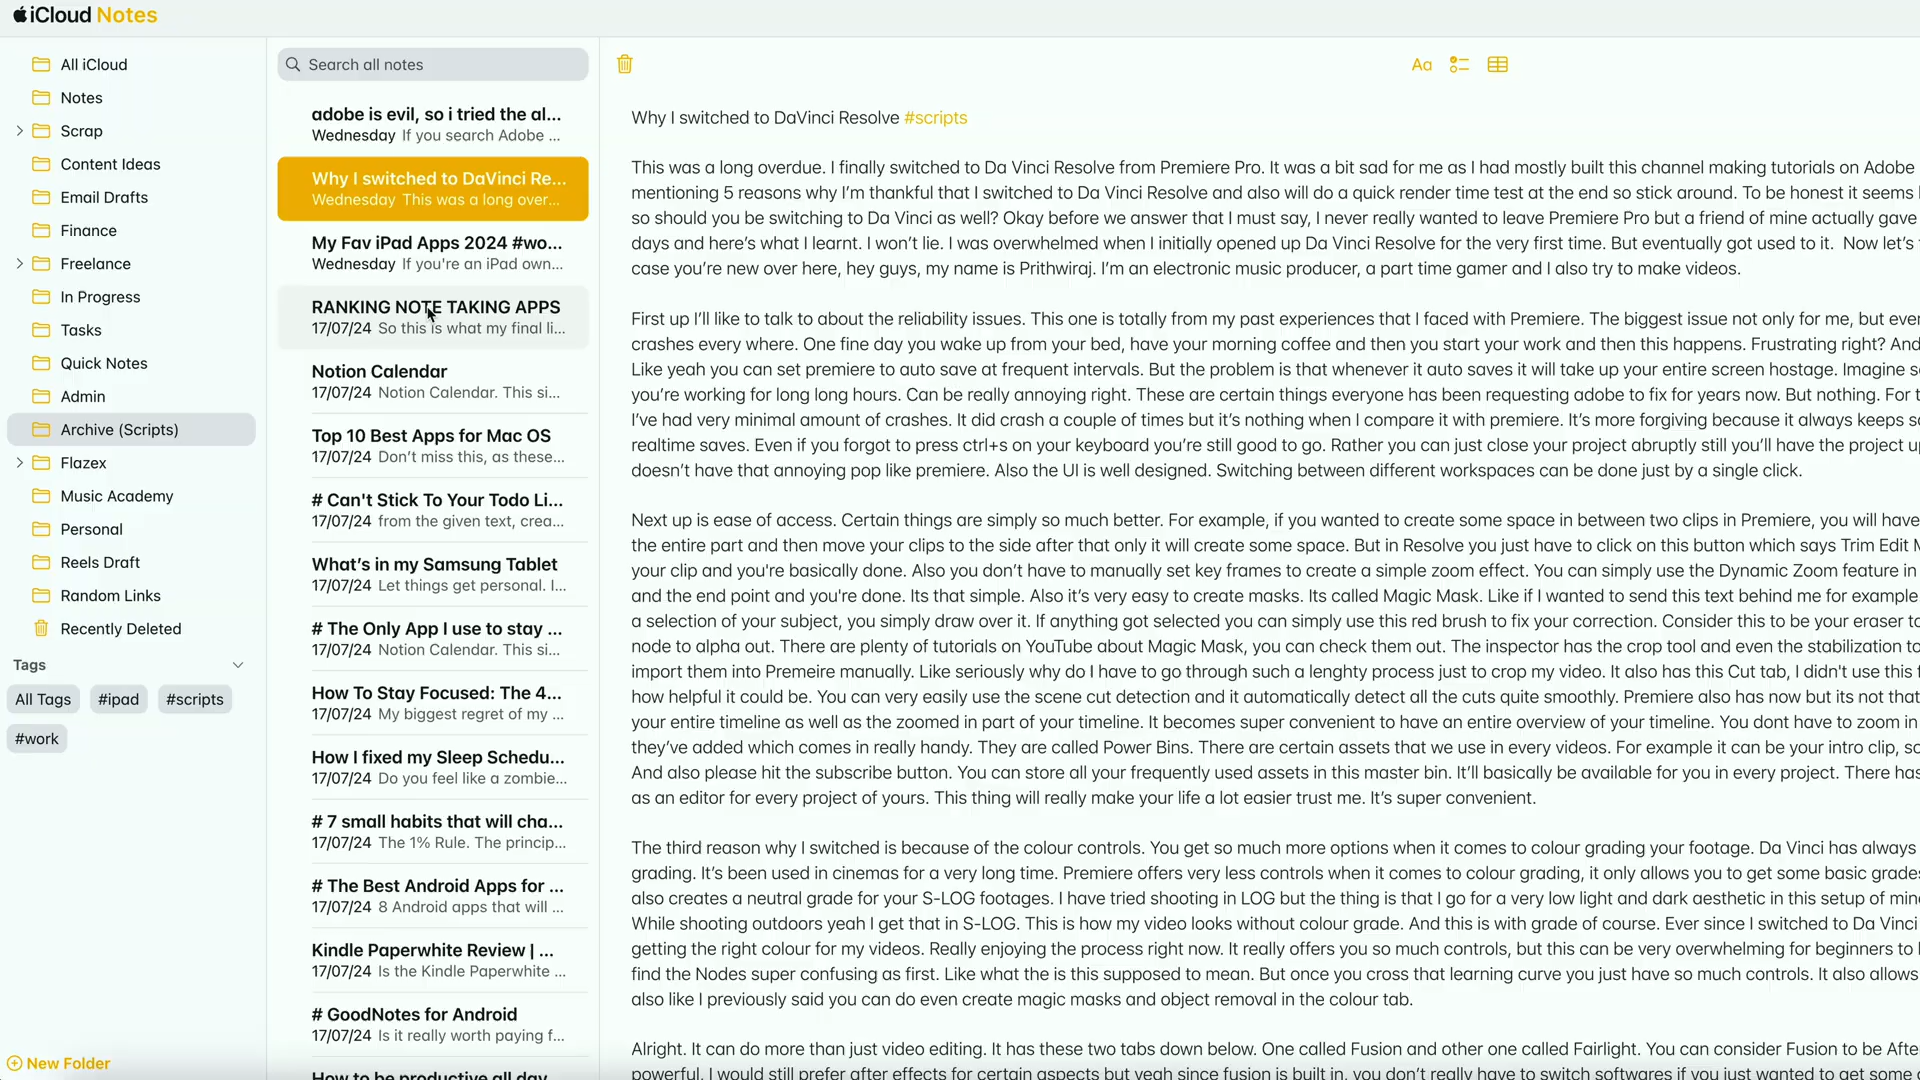 iCloud Notes
All iCloud
Notes
Scrap
Content Ideas
Email Drafts
Finance
Freelance
In Progress
Tasks
Quick Notes
Admin
Archive (Scripts)
Flazex
Music Academy
Personal
Reels Draft
Random Links
Recently Deleted
Tags
All Tags
#ipad
#scripts
#work
New Folder
Search all notes
adobe is evil, so i tried the al...
Wednesday If you search Adobe ...
Why I switched to DaVinci Re...
Wednesday This was a long over...
My Fav iPad Apps 2024 #wo...
Wednesday If you're an iPad own...
RANKING NOTE TAKING APPS
17/07/24 So this is what my final li...
Notion Calendar
17/07/24 Notion Calendar. This si...
Top 10 Best Apps for Mac OS
17/07/24 Don't miss this, as these...
# Can't Stick To Your Todo Li...
17/07/24 from the given text, crea...
What's in my Samsung Tablet
17/07/24 Let things get personal. I...
# The Only App I use to stay ...
17/07/24 Notion Calendar. This si...
How To Stay Focused: The 4...
17/07/24 My biggest regret of my ...
How I fixed my Sleep Schedu...
17/07/24 Do you feel like a zombie...
# 7 small habits that will cha...
17/07/24 The 1% Rule. The princip...
# The Best Android Apps for ...
17/07/24 8 Android apps that will ...
Kindle Paperwhite Review | ...
17/07/24 Is the Kindle Paperwhite ...
# GoodNotes for Android
17/07/24 Is it really worth paying f...
How to be productive all day
Aa
Why I switched to DaVinci Resolve #scripts
This was a long overdue. I finally switched to Da Vinci Resolve from Premiere Pro. It was a bit sad for me as I had mostly built this channel making tutorials on Adobe
mentioning 5 reasons why I'm thankful that I switched to Da Vinci Resolve and also will do a quick render time test at the end so stick around. To be honest it seems
so should you be switching to Da Vinci as well? Okay before we answer that I must say, I never really wanted to leave Premiere Pro but a friend of mine actually gave
days and here's what I learnt. I won't lie. I was overwhelmed when I initially opened up Da Vinci Resolve for the very first time. But eventually got used to it. Now let's
case you're new over here, hey guys, my name is Prithwiraj. I'm an electronic music producer, a part time gamer and I also try to make videos.
First up I'll like to talk to about the reliability issues. This one is totally from my past experiences that I faced with Premiere. The biggest issue not only for me, but
crashes every where. One fine day you wake up from your bed, have your morning coffee and then you start your work and then this happens. Frustrating right? And
Like yeah you can set premiere to auto save at frequent intervals. But the problem is that whenever it auto saves it will take up your entire screen hostage. Imagine
you're working for long long hours. Can be really annoying right. These are certain things everyone has been requesting adobe to fix for years now. But nothing. For
I've had very minimal amount of crashes. It did crash a couple of times but it's nothing when I compare it with premiere. It's more forgiving because it always keeps
realtime saves. Even if you forgot to press ctrl+s on your keyboard you're still good to go. Rather you can just close your project abruptly still you'll have the project
doesn't have that annoying pop like premiere. Also the UI is well designed. Switching between different workspaces can be done just by a single click.
Next up is ease of access. Certain things are simply so much better. For example, if you wanted to create some space in between two clips in Premiere, you will have
the entire part and then move your clips to the side after that only it will create some space. But in Resolve you just have to click on this button which says Trim Edit
your clip and you're basically done. Also you don't have to manually set key frames to create a simple zoom effect. You can simply use the Dynamic Zoom feature in
and the end point and you're done. Its that simple. Also it's very easy to create masks. Its called Magic Mask. Like if I wanted to send this text behind me for example
a selection of your subject, you simply draw over it. If anything got selected you can simply use this red brush to fix your correction. Consider this to be your eraser to
node to alpha out. There are plenty of tutorials on YouTube about Magic Mask, you can check them out. The inspector has the crop tool and even the stabilization to
import them into Premeire manually. Like seriously why do I have to go through such a lenghty process just to crop my video. It also has this Cut tab, I didn't use this
how helpful it could be. You can very easily use the scene cut detection and it automatically detect all the cuts quite smoothly. Premiere also has now but its not that
your entire timeline as well as the zoomed in part of your timeline. It becomes super convenient to have an entire overview of your timeline. You dont have to zoom in
they've added which comes in really handy. They are called Power Bins. There are certain assets that we use in every videos. For example it can be your intro clip,
And also please hit the subscribe button. You can store all your frequently used assets in this master bin. It'll basically be available for you in every project. There has
as an editor for every project of yours. This thing will really make your life a lot easier trust me. It's super convenient.
The third reason why I switched is because of the colour controls. You get so much more options when it comes to colour grading your footage. Da Vinci has always
grading. It's been used in cinemas for a very long time. Premiere offers very less controls when it comes to colour grading, it only allows you to get some basic grades
also creates a neutral grade for your S-LOG footages. I have tried shooting in LOG but the thing is that I go for a very low light and dark aesthetic in this setup of
While shooting outdoors yeah I get that in S-LOG. This is how my video looks without colour grade. And this is with grade of course. Ever since I switched to Da Vinci
getting the right colour for my videos. Really enjoying the process right now. It really offers you so much controls, but this can be very overwhelming for beginners to
find the Nodes super confusing as first. Like what the is this supposed to mean. But once you cross that learning curve you just have so much controls. It also allows
also like I previously said you can do even create magic masks and object removal in the colour tab.
Alright. It can do more than just video editing. It has these two tabs down below. One called Fusion and other one called Fairlight. You can consider Fusion to be
powerful. I would still prefer after effects for certain aspects but yeah since fusion is built in, you don't really have to switch softwares if you just wanted to get some